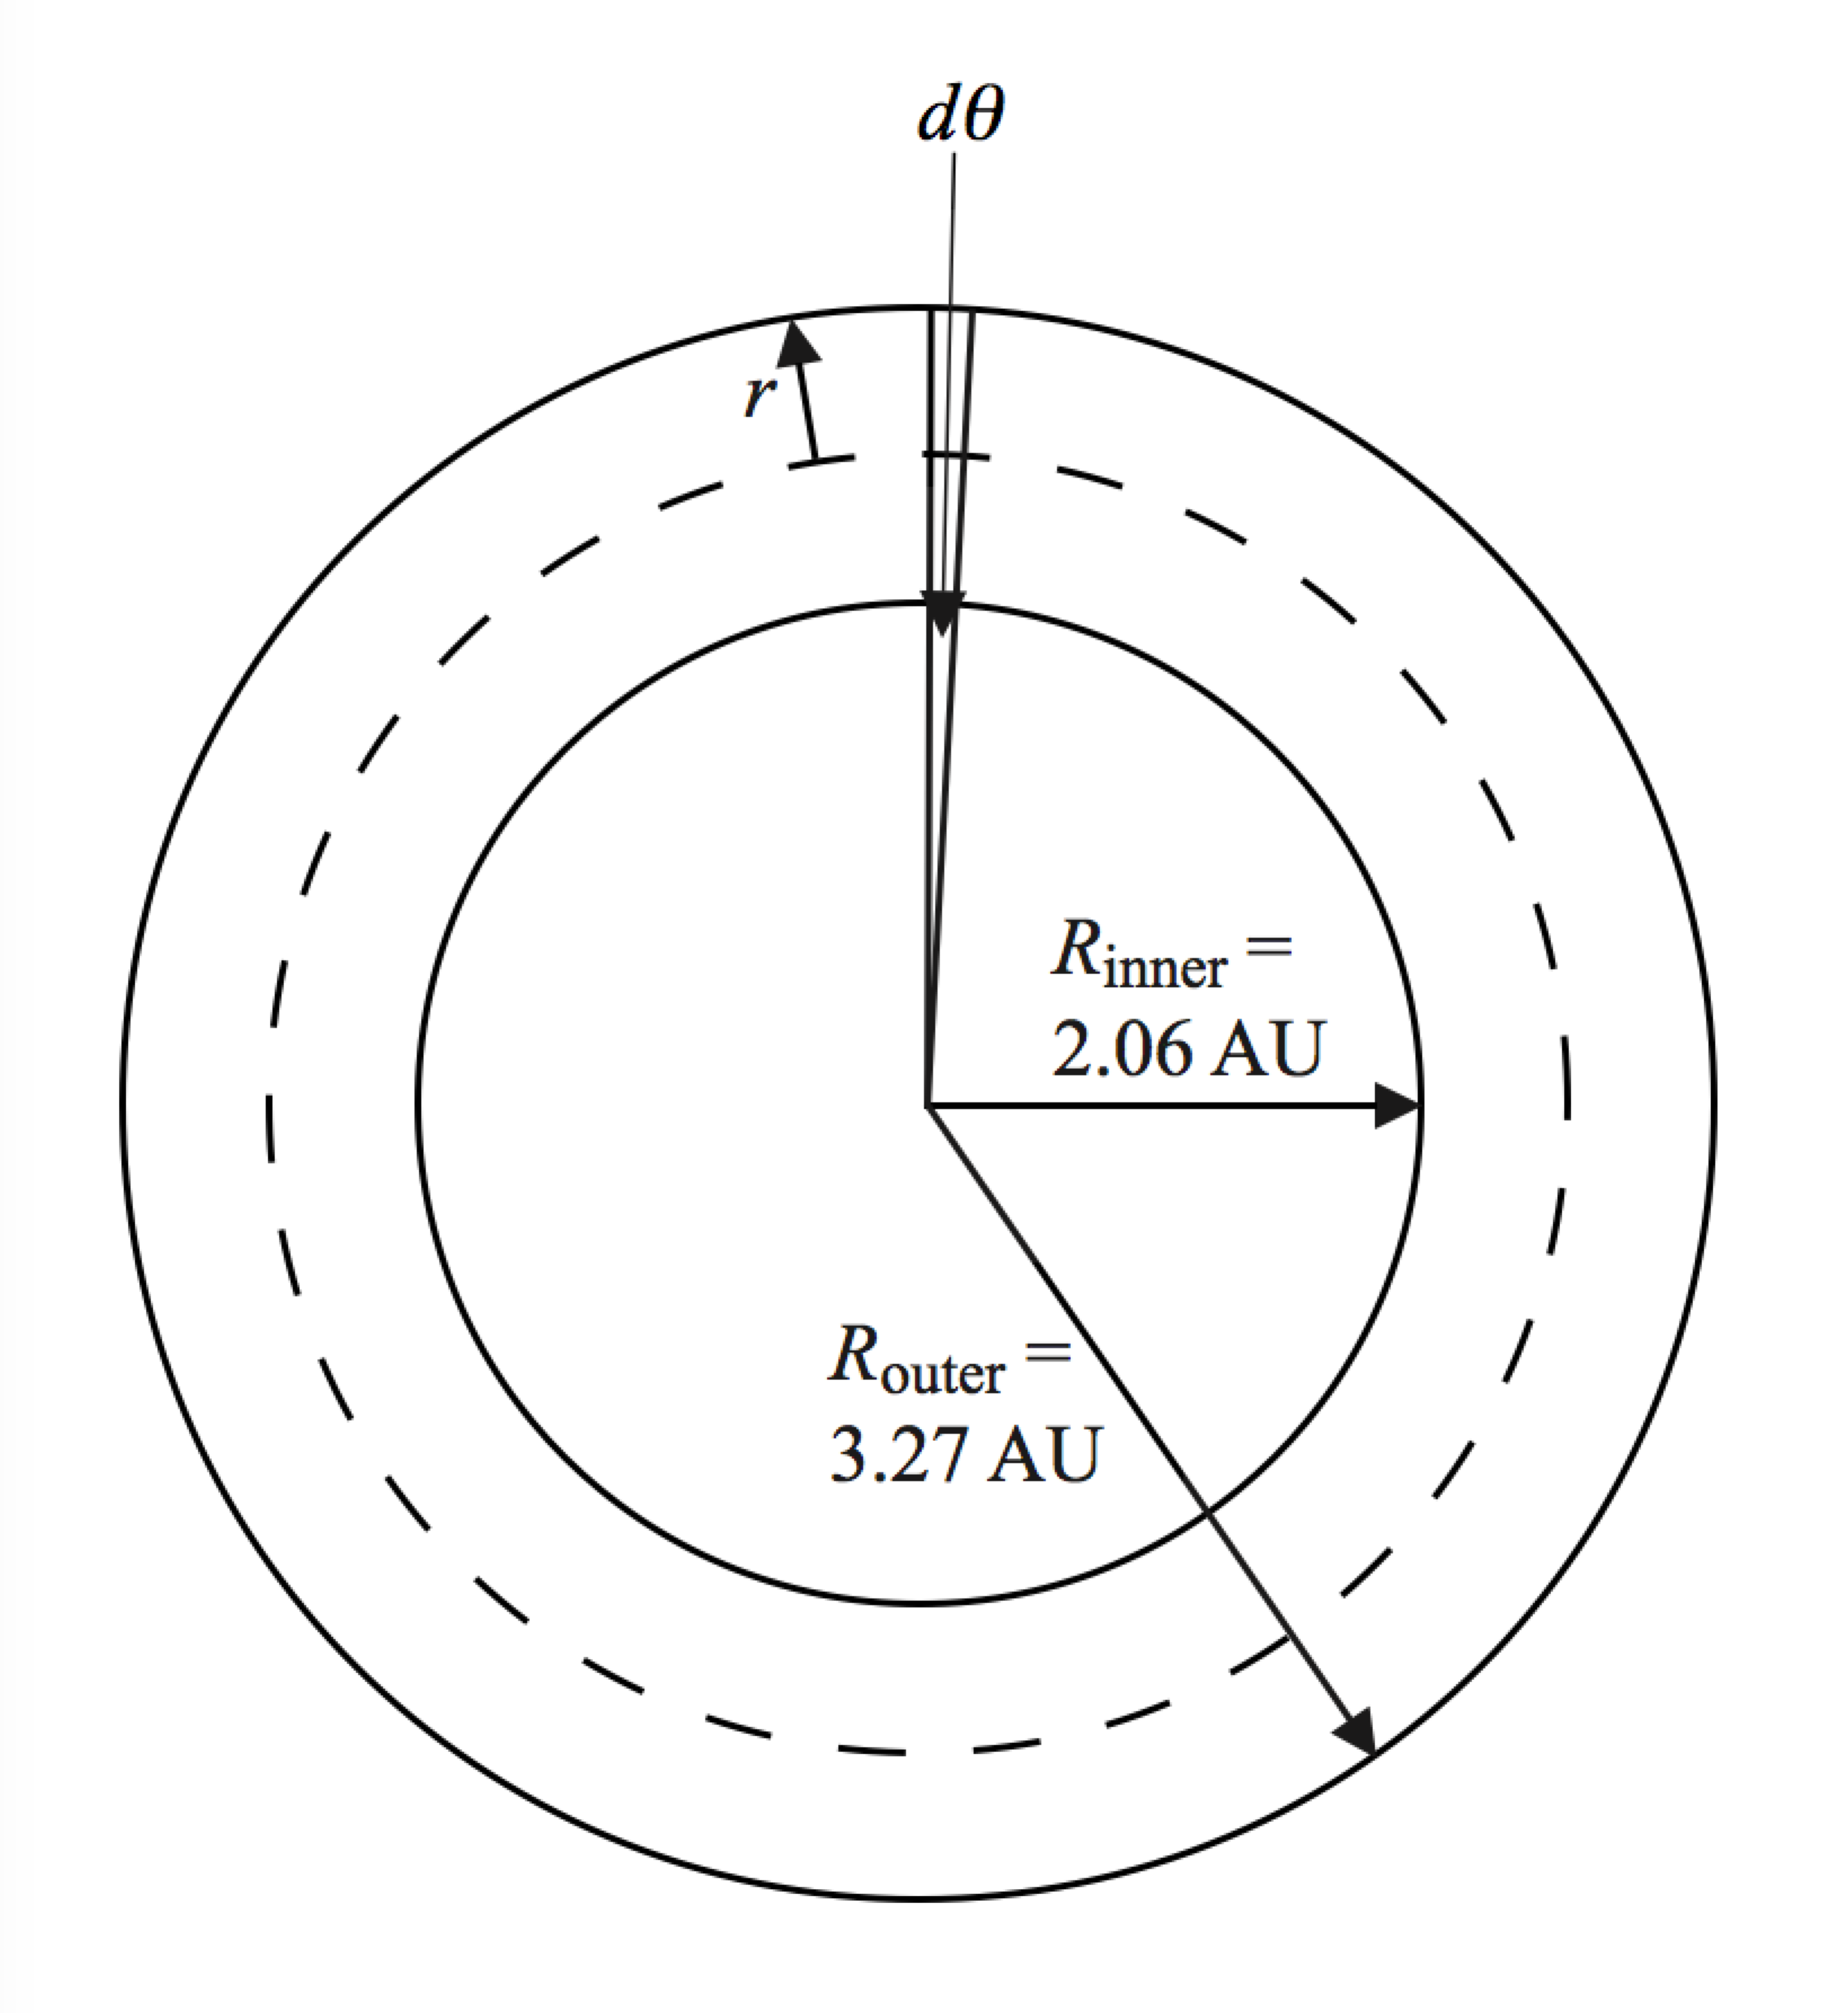 dθ
r
R_inner =
2.06 AU
R_outer =
3.27 AU